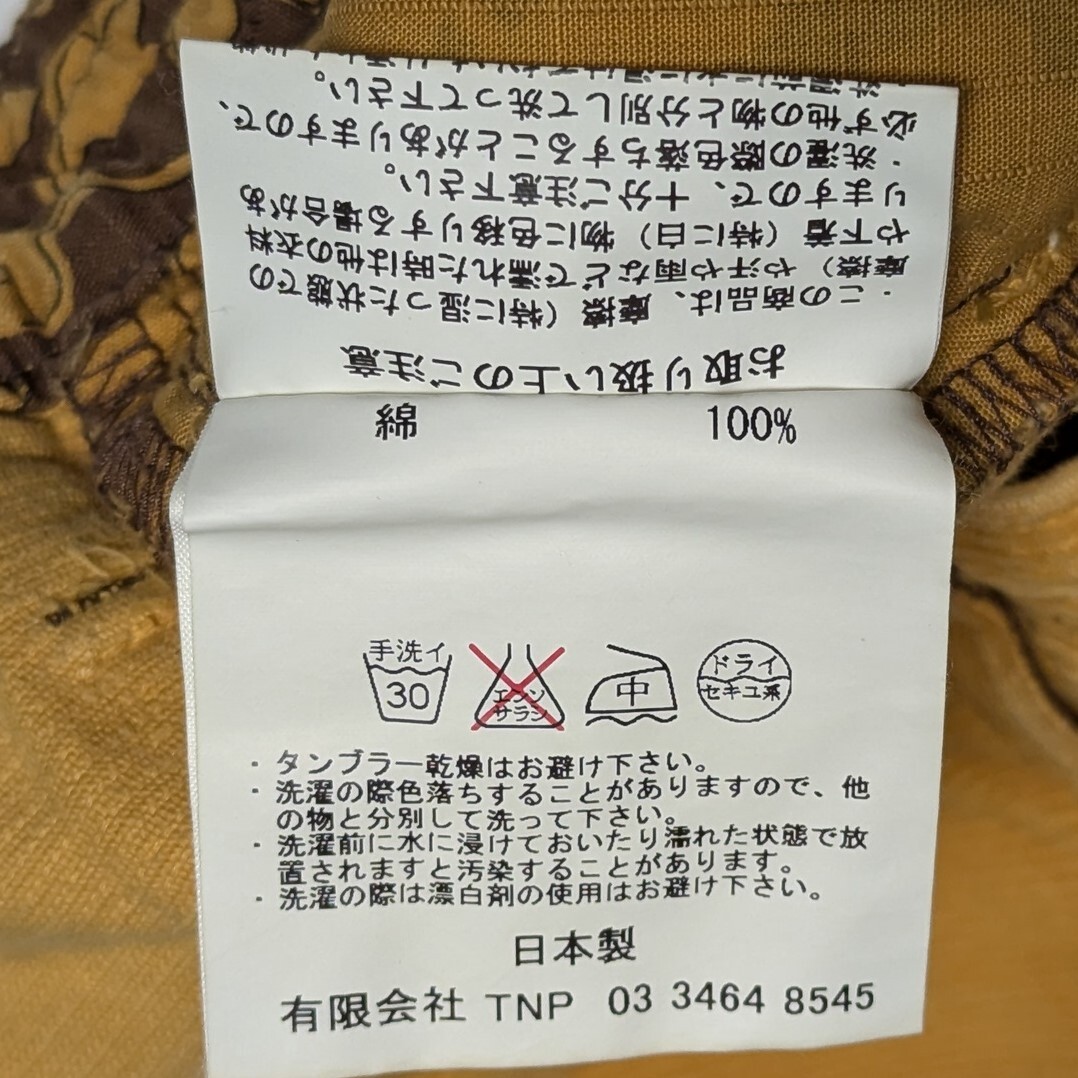 綿 100%
手洗イ
30
エンソ
サラシ
中
ドライ
セキユ系
・タンブラー乾燥はお避け下さい。
・洗濯の際色落ちすることがありますので、他
の物と分別して洗って下さい。
・洗濯前に水に浸けておいたり濡れた状態で放
置されますと汚染することがあります。
・洗濯の際は漂白剤の使用はお避け下さい。
日本製
有限会社 TNP 03 3464 8545
お取り扱い上のご注意
・この商品は、摩擦（特に湿った状態での
摩擦）や汗や雨などで濡れた時は他の衣料
や下着（特に白）物に色移りする場合があ
りますので、十分ご注意下さい。
・洗濯の際色落ちすることがありますので、
必ず他の物と分別して洗って下さい。